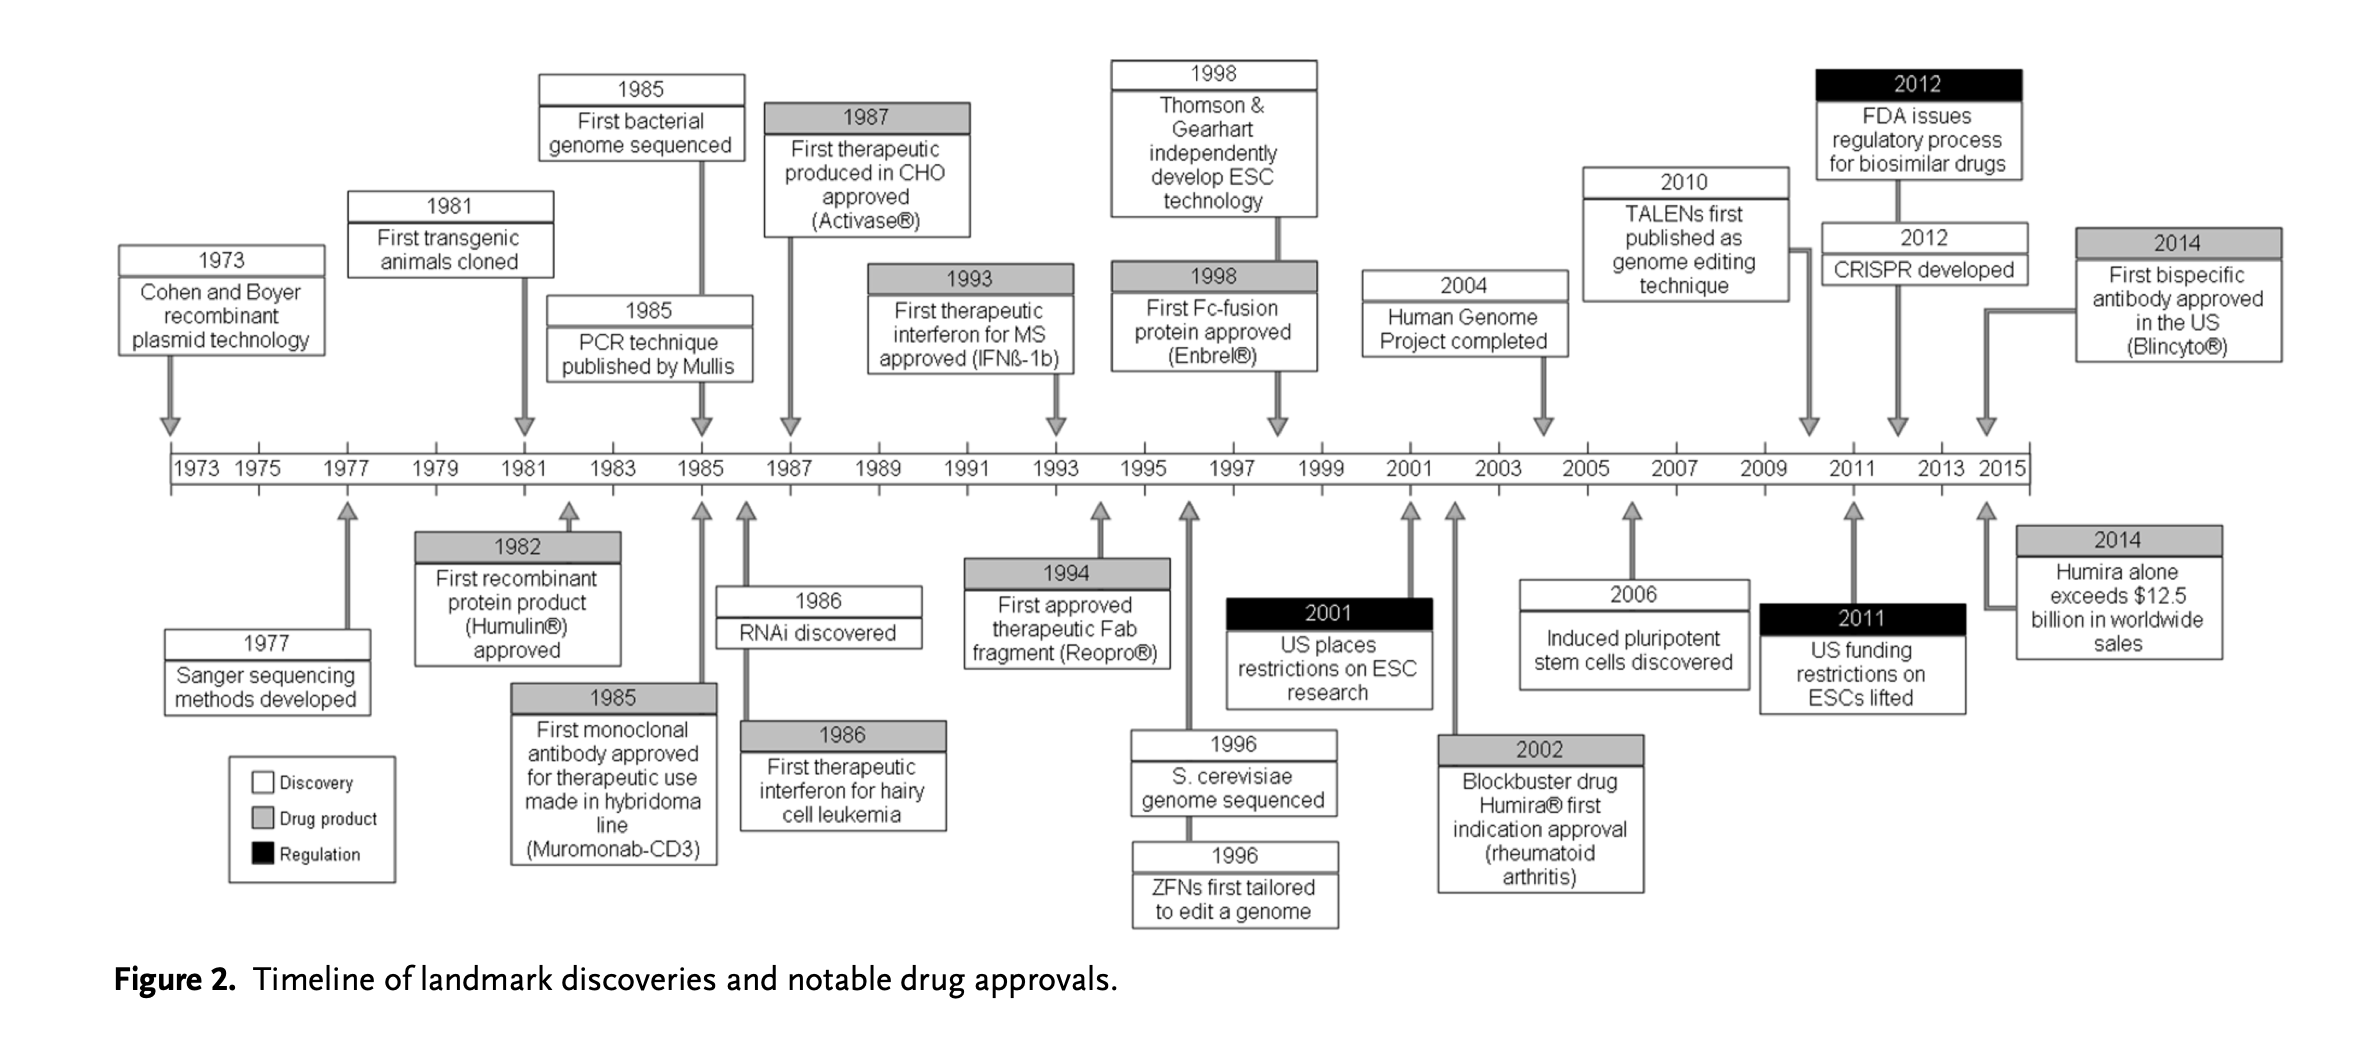 1973
Cohen and Boyer
recombinant
plasmid technology
1981
First transgenic
animals cloned
1985
First bacterial
genome sequenced
1985
PCR technique
published by Mullis
1987
First therapeutic
produced in CHO
approved
(Activase®)
1993
First therapeutic
interferon for MS
approved (IFNß-1b)
1998
Thomson &
Gearhart
independently
develop ESC
technology
1998
First Fc-fusion
protein approved
(Enbrel®)
2004
Human Genome
Project completed
2010
TALENs first
published as
genome editing
technique
2012
FDA issues
regulatory process
for biosimilar drugs
2012
CRISPR developed
2014
First bispecific
antibody approved
in the US
(Blincyto®)
1973 1975 1977 1979 1981 1983 1985 1987 1989 1991 1993 1995 1997 1999 2001 2003 2005 2007 2009 2011 2013 2015
1977
Sanger sequencing
methods developed
1982
First recombinant
protein product
(Humulin®)
approved
1985
First monoclonal
antibody approved
for therapeutic use
made in hybridoma
line
(Muromonab-CD3)
1986
RNAi discovered
1986
First therapeutic
interferon for hairy
cell leukemia
1994
First approved
therapeutic Fab
fragment (Reopro®)
1996
S. cerevisiae
genome sequenced
1996
ZFNs first tailored
to edit a genome
2001
US places
restrictions on ESC
research
2002
Blockbuster drug
Humira® first
indication approval
(rheumatoid
arthritis)
2006
Induced pluripotent
stem cells discovered
2011
US funding
restrictions on
ESCs lifted
2014
Humira alone
exceeds $12.5
billion in worldwide
sales
Discovery
Drug product
Regulation
Figure 2. Timeline of landmark discoveries and notable drug approvals.